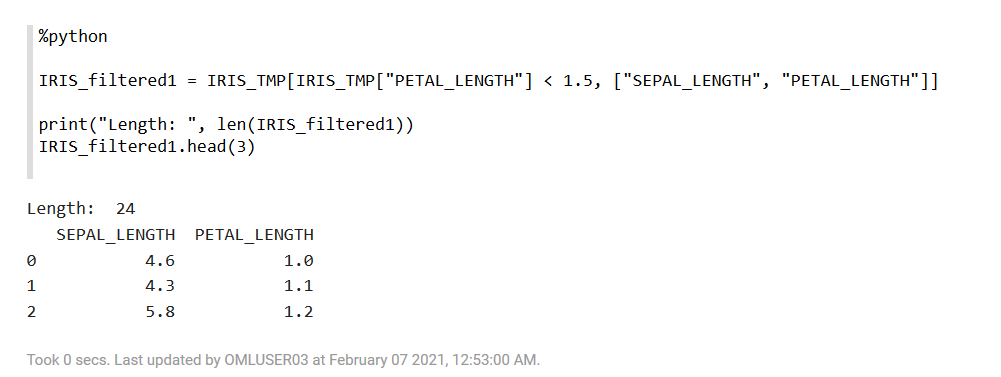 %python
IRIS_filtered1 = IRIS_TMP[IRIS_TMP["PETAL_LENGTH"] < 1.5, ["SEPAL_LENGTH", "PETAL_LENGTH"]]
print("Length: ", len(IRIS_filtered1))
IRIS_filtered1.head(3)
Length:  24
   SEPAL_LENGTH  PETAL_LENGTH
0           4.6           1.0
1           4.3           1.1
2           5.8           1.2
Took 0 secs. Last updated by OMLUSER03 at February 07 2021, 12:53:00 AM.